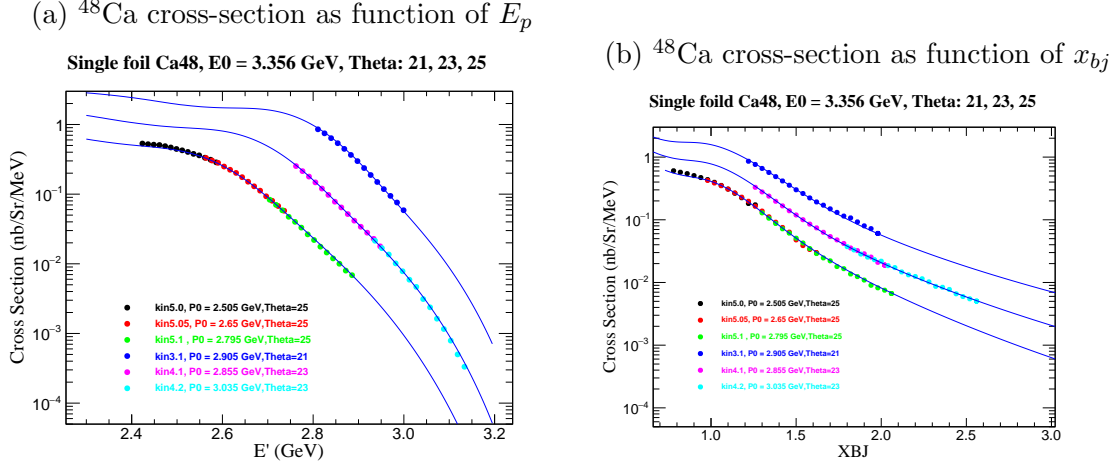 (a) ⁴⁸Ca cross-section as function of E_p
Single foil Ca48, E0 = 3.356 GeV, Theta: 21, 23, 25
Cross Section (nb/Sr/MeV)
1
10⁻¹
10⁻²
10⁻³
10⁻⁴
kin5.0, P0 = 2.505 GeV,Theta=25
kin5.05, P0 = 2.65 GeV,Theta=25
kin5.1, P0 = 2.795 GeV,Theta=25
kin3.1, P0 = 2.905 GeV,Theta=21
kin4.1, P0 = 2.855 GeV,Theta=23
kin4.2, P0 = 3.035 GeV,Theta=23
2.4 2.6 2.8 3.0 3.2
E' (GeV)
(b) ⁴⁸Ca cross-section as function of x_bj
Single foild Ca48, E0 = 3.356 GeV, Theta: 21, 23, 25
Cross Section (nb/Sr/MeV)
1
10⁻¹
10⁻²
10⁻³
10⁻⁴
kin5.0, P0 = 2.505 GeV,Theta=25
kin5.05, P0 = 2.65 GeV,Theta=25
kin5.1, P0 = 2.795 GeV,Theta=25
kin3.1, P0 = 2.905 GeV,Theta=21
kin4.1, P0 = 2.855 GeV,Theta=23
kin4.2, P0 = 3.035 GeV,Theta=23
1.0 1.5 2.0 2.5 3.0
XBJ